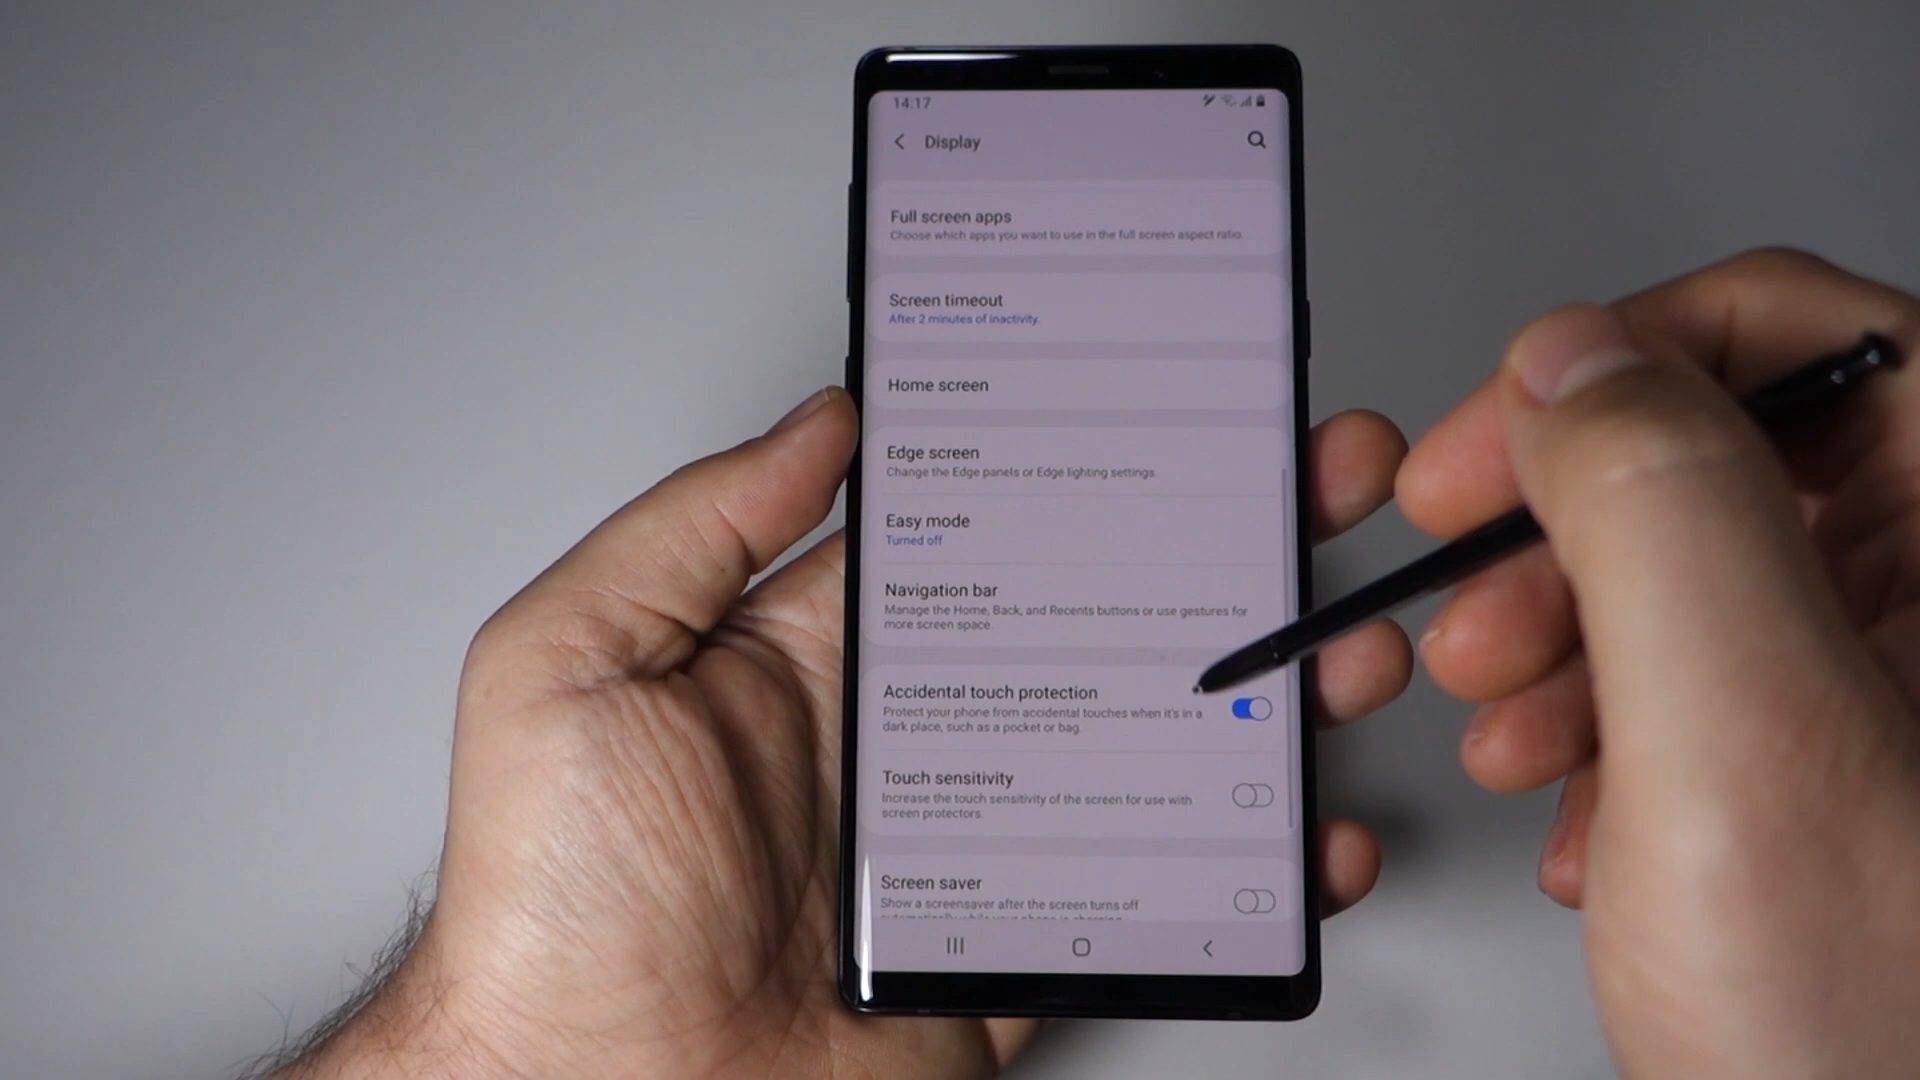 14:17
Display
Full screen apps
Choose which apps you want to use in the full screen aspect ratio.
Screen timeout
After 2 minutes of inactivity.
Home screen
Edge screen
Change the Edge panels or Edge lighting settings.
Easy mode
Turned off
Navigation bar
Manage the Home, Back, and Recents buttons or use gestures for
more screen space.
Accidental touch protection
Protect your phone from accidental touches when it's in a
dark place, such as a pocket or bag.
Touch sensitivity
Increase the touch sensitivity of the screen for use with
screen protectors.
Screen saver
Show a screensaver after the screen turns off